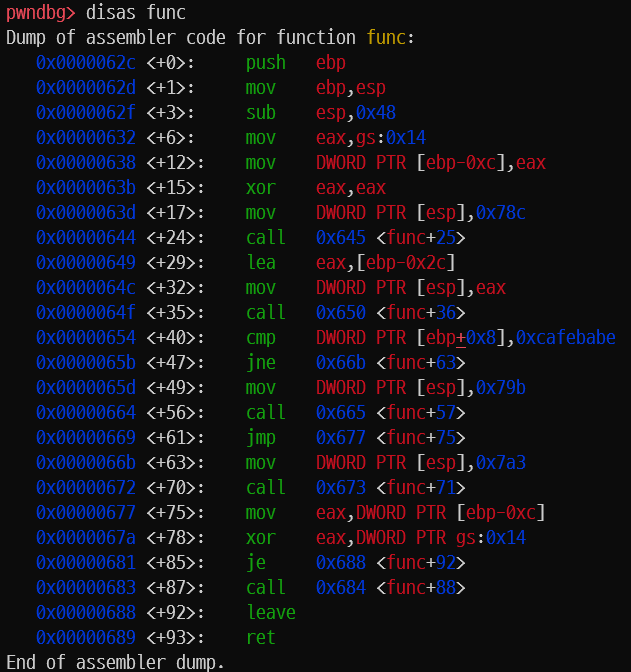 pwndbg> disas func
Dump of assembler code for function func:
   0x0000062c <+0>:     push   ebp
   0x0000062d <+1>:     mov    ebp,esp
   0x0000062f <+3>:     sub    esp,0x48
   0x00000632 <+6>:     mov    eax,gs:0x14
   0x00000638 <+12>:    mov    DWORD PTR [ebp-0xc],eax
   0x0000063b <+15>:    xor    eax,eax
   0x0000063d <+17>:    mov    DWORD PTR [esp],0x78c
   0x00000644 <+24>:    call   0x645 <func+25>
   0x00000649 <+29>:    lea    eax,[ebp-0x2c]
   0x0000064c <+32>:    mov    DWORD PTR [esp],eax
   0x0000064f <+35>:    call   0x650 <func+36>
   0x00000654 <+40>:    cmp    DWORD PTR [ebp+0x8],0xcafebabe
   0x0000065b <+47>:    jne    0x66b <func+63>
   0x0000065d <+49>:    mov    DWORD PTR [esp],0x79b
   0x00000664 <+56>:    call   0x665 <func+57>
   0x00000669 <+61>:    jmp    0x677 <func+75>
   0x0000066b <+63>:    mov    DWORD PTR [esp],0x7a3
   0x00000672 <+70>:    call   0x673 <func+71>
   0x00000677 <+75>:    mov    eax,DWORD PTR [ebp-0xc]
   0x0000067a <+78>:    xor    eax,DWORD PTR gs:0x14
   0x00000681 <+85>:    je     0x688 <func+92>
   0x00000683 <+87>:    call   0x684 <func+88>
   0x00000688 <+92>:    leave
   0x00000689 <+93>:    ret
End of assembler dump.